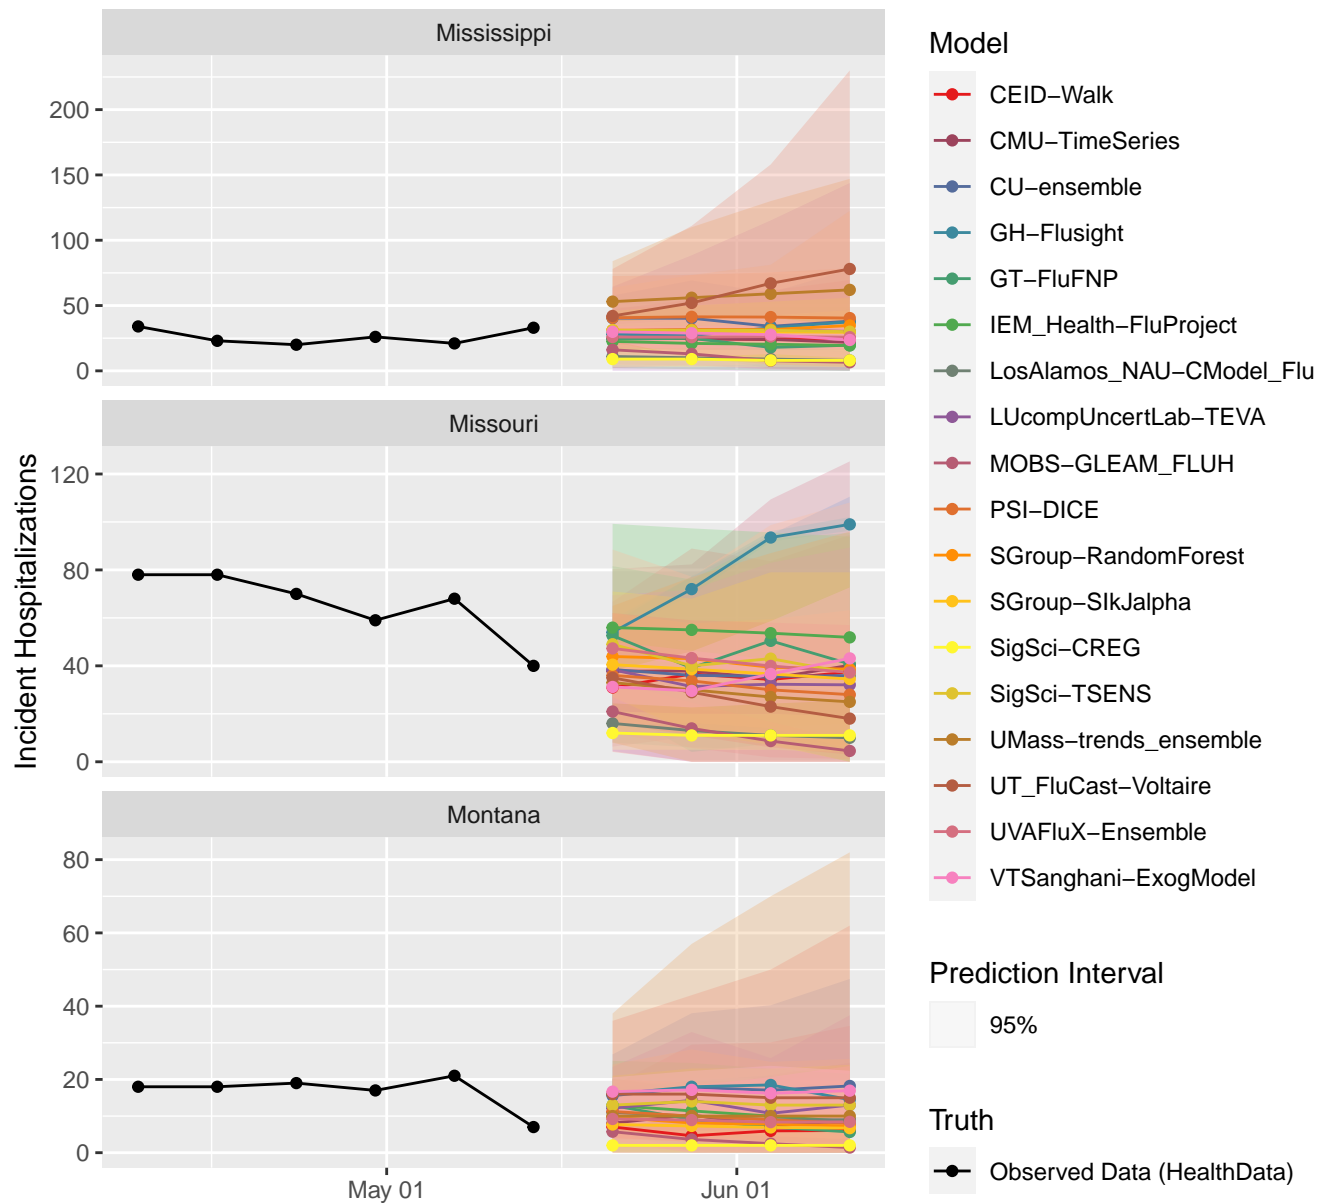 Mississippi
200
150
100
50
0
Missouri
120
80
40
0
Montana
80
60
40
20
0
May 01
Jun 01
Incident Hospitalizations
Model
CEID−Walk
CMU−TimeSeries
CU−ensemble
GH−Flusight
GT−FluFNP
IEM_Health−FluProject
LosAlamos_NAU−CModel_Flu
LUcompUncertLab−TEVA
MOBS−GLEAM_FLUH
PSI−DICE
SGroup−RandomForest
SGroup−SIkJalpha
SigSci−CREG
SigSci−TSENS
UMass−trends_ensemble
UT_FluCast−Voltaire
UVAFluX−Ensemble
VTSanghani−ExogModel
Prediction Interval
95%
Truth
Observed Data (HealthData)